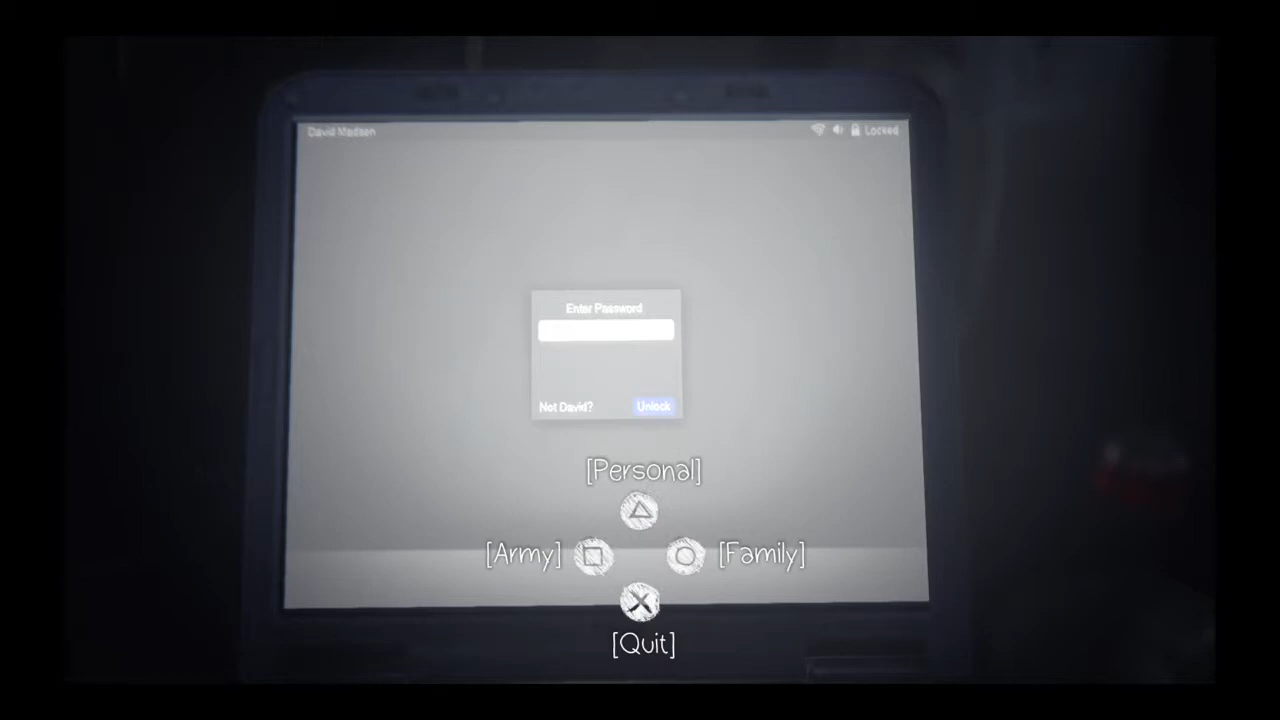 David Madsen
Locked
Enter Password
Not David?
Unlock
[Personal]
[Army]
[Family]
[Quit]